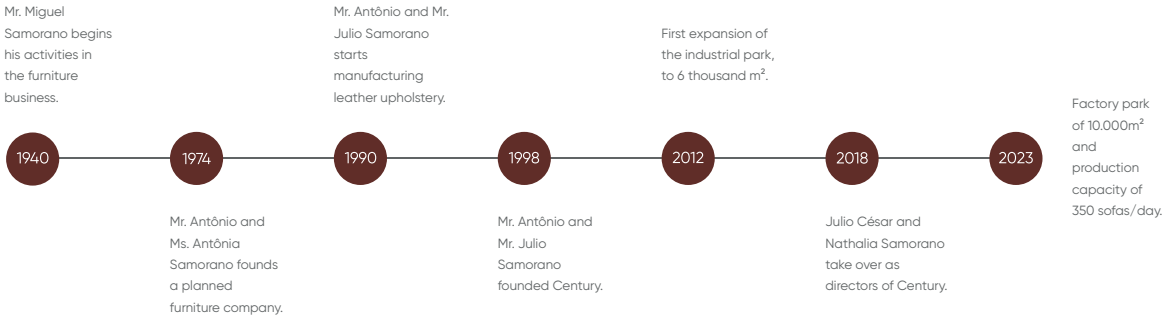 Mr. Miguel
Samorano begins
his activities in
the furniture
business.
1940
Mr. Antônio and
Ms. Antônia
Samorano founds
a planned
furniture company.
1974
Mr. Antônio and Mr.
Julio Samorano
starts
manufacturing
leather upholstery.
1990
Mr. Antônio and
Mr. Julio
Samorano
founded Century.
1998
First expansion of
the industrial park,
to 6 thousand m².
2012
Julio César and
Nathalia Samorano
take over as
directors of Century.
2018
2023
Factory park
of 10.000m²
and
production
capacity of
350 sofas/day.